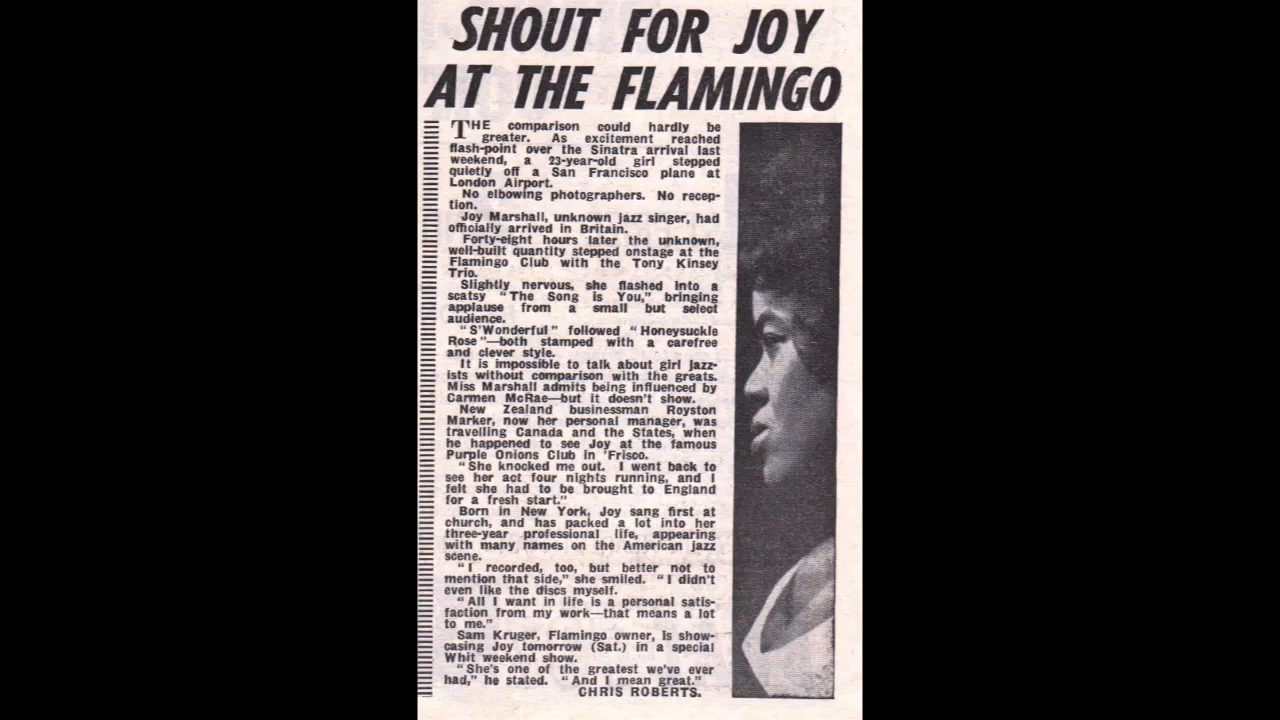 SHOUT FOR JOY
AT THE FLAMINGO
THE comparison could hardly be
greater. As excitement reached
flash-point over the Sinatra arrival last
weekend, a 23-year-old girl stepped
quietly off a San Francisco plane at
London Airport.
No elbowing photographers. No recep-
tion.
Joy Marshall, unknown jazz singer, had
officially arrived in Britain.
Forty-eight hours later the unknown,
well-built quantity stepped onstage at the
Flamingo Club with the Tony Kinsey
Trio.
Slightly nervous, she flashed into a
scatsy "The Song is You," bringing
applause from a small but select
audience.
"S'Wonderful" followed "Honeysuckle
Rose"—both stamped with a carefree
and clever style.
It is impossible to talk about girl jazz-
ists without comparison with the greats.
Miss Marshall admits being influenced by
Carmen McRae—but it doesn't show.
New Zealand businessman Royston
Marker, now her personal manager, was
travelling Canada and the States, when
he happened to see Joy at the famous
Purple Onions Club in 'Frisco.
"She knocked me out. I went back to
see her act four nights running, and I
felt she had to be brought to England
for a fresh start."
Born in New York, Joy sang first at
church, and has packed a lot into her
three-year professional life, appearing
with many names on the American jazz
scene.
"I recorded, too, but better not to
mention that side," she smiled. "I didn't
even like the discs myself.
"All I want in life is a personal satis-
faction from my work—that means a lot
to me."
Sam Kruger, Flamingo owner, is show-
casing Joy tomorrow (Sat.) in a special
Whit weekend show.
"She's one of the greatest we've ever
had," he stated. "And I mean great."
CHRIS ROBERTS.